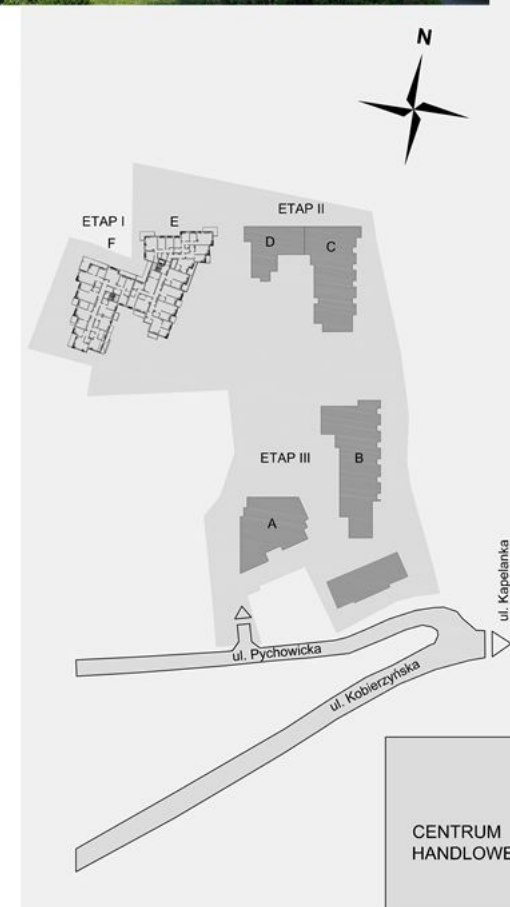 N
ETAP I
F
E
ETAP II
D
C
ETAP III
B
A
ul. Kapelanka
ul. Pychowicka
ul. Kobierzyńska
CENTRUM
HANDLOWE